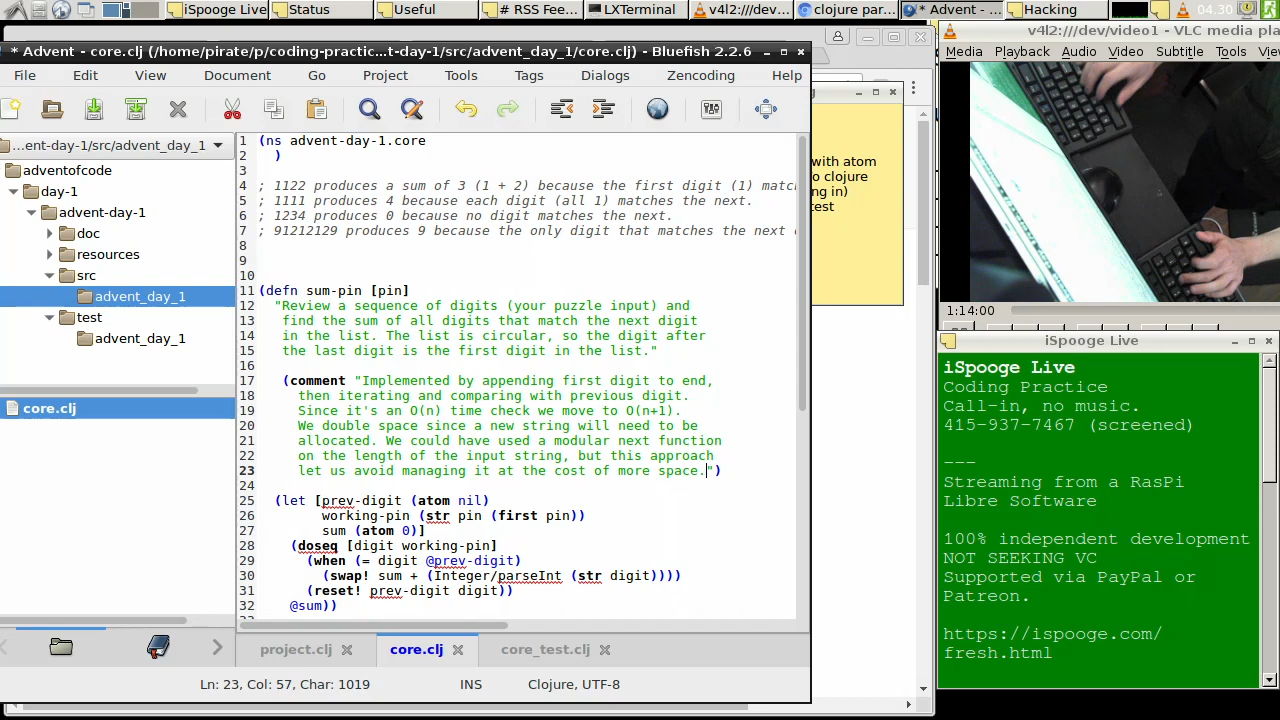 iSpooge Live
Status
Useful
# RSS Fee...
LXTerminal
v4l2:///dev...
clojure par...
* Advent - ...
Hacking
04.30
* Advent - core.clj (/home/pirate/p/coding-practic...t-day-1/src/advent_day_1/core.clj) - Bluefish 2.2.6
File Edit View Document Go Project Tools Tags Dialogs Zencoding Help
...ent-day-1/src/advent_day_1
adventofcode
day-1
advent-day-1
doc
resources
src
advent_day_1
test
advent_day_1
core.clj
1 (ns advent-day-1.core
2 )
3
4 ; 1122 produces a sum of 3 (1 + 2) because the first digit (1) matc
5 ; 1111 produces 4 because each digit (all 1) matches the next.
6 ; 1234 produces 0 because no digit matches the next.
7 ; 91212129 produces 9 because the only digit that matches the next
8
9
10
11 (defn sum-pin [pin]
12 "Review a sequence of digits (your puzzle input) and
13 find the sum of all digits that match the next digit
14 in the list. The list is circular, so the digit after
15 the last digit is the first digit in the list."
16
17 (comment "Implemented by appending first digit to end,
18 then iterating and comparing with previous digit.
19 Since it's an O(n) time check we move to O(n+1).
20 We double space since a new string will need to be
21 allocated. We could have used a modular next function
22 on the length of the input string, but this approach
23 let us avoid managing it at the cost of more space.")
24
25 (let [prev-digit (atom nil)
26 working-pin (str pin (first pin))
27 sum (atom 0)]
28 (doseq [digit working-pin]
29 (when (= digit @prev-digit)
30 (swap! sum + (Integer/parseInt (str digit))))
31 (reset! prev-digit digit))
32 @sum))
project.clj
core.clj
core_test.clj
Ln: 23, Col: 57, Char: 1019
INS
Clojure, UTF-8
with atom
o clojure
ng in)
test
v4l2:///dev/video1 - VLC media pla
Media Playback Audio Video Subtitle Tools Vie
1:14:00
iSpooge Live
iSpooge Live
Coding Practice
Call-in, no music.
415-937-7467 (screened)
---
Streaming from a RasPi
Libre Software
100% independent development
NOT SEEKING VC
Supported via PayPal or
Patreon.
https://ispooge.com/
fresh.html